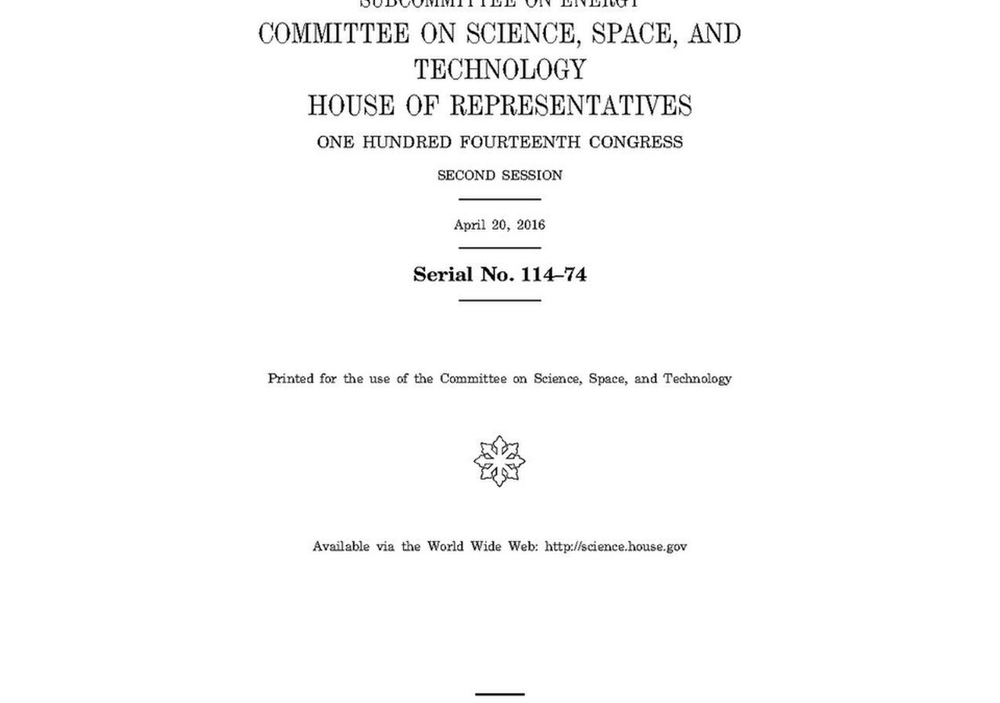 SUBCOMMITTEE ON ENERGY
COMMITTEE ON SCIENCE, SPACE, AND
TECHNOLOGY
HOUSE OF REPRESENTATIVES
ONE HUNDRED FOURTEENTH CONGRESS
SECOND SESSION
April 20, 2016
Serial No. 114–74
Printed for the use of the Committee on Science, Space, and Technology
Available via the World Wide Web: http://science.house.gov